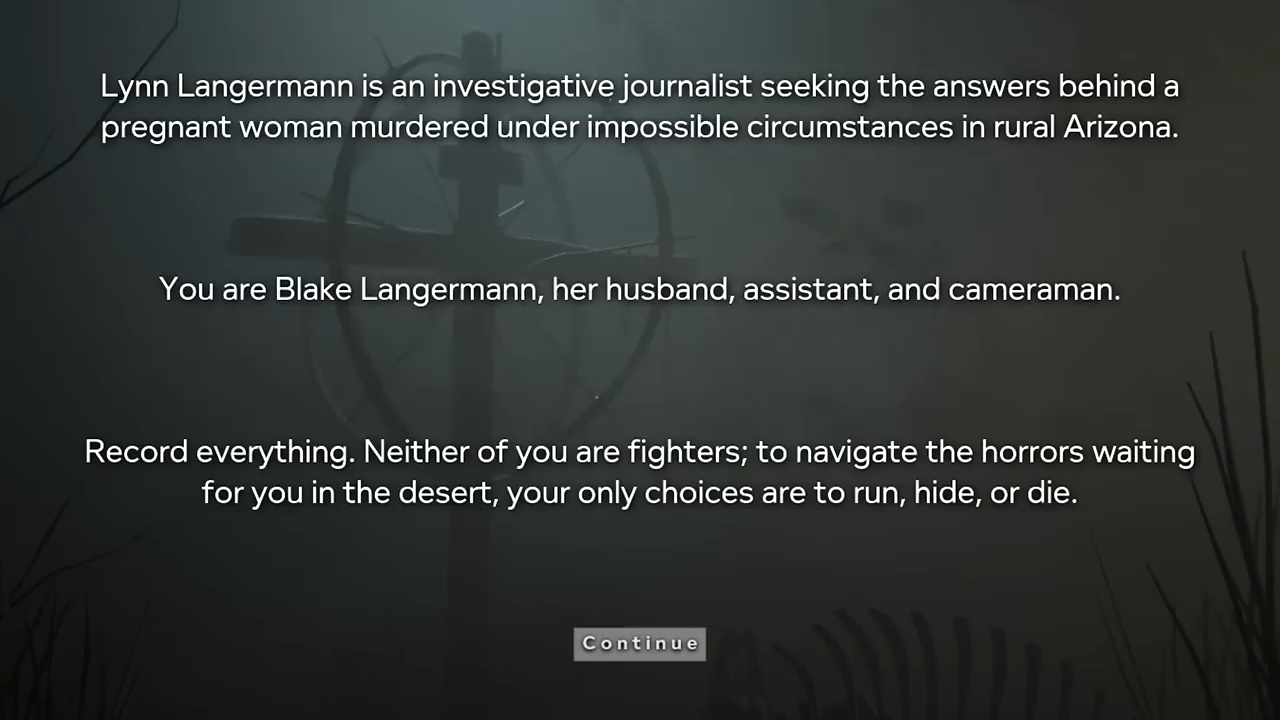 Lynn Langermann is an investigative journalist seeking the answers behind a
pregnant woman murdered under impossible circumstances in rural Arizona.
You are Blake Langermann, her husband, assistant, and cameraman.
Record everything. Neither of you are fighters; to navigate the horrors waiting
for you in the desert, your only choices are to run, hide, or die.
Continue